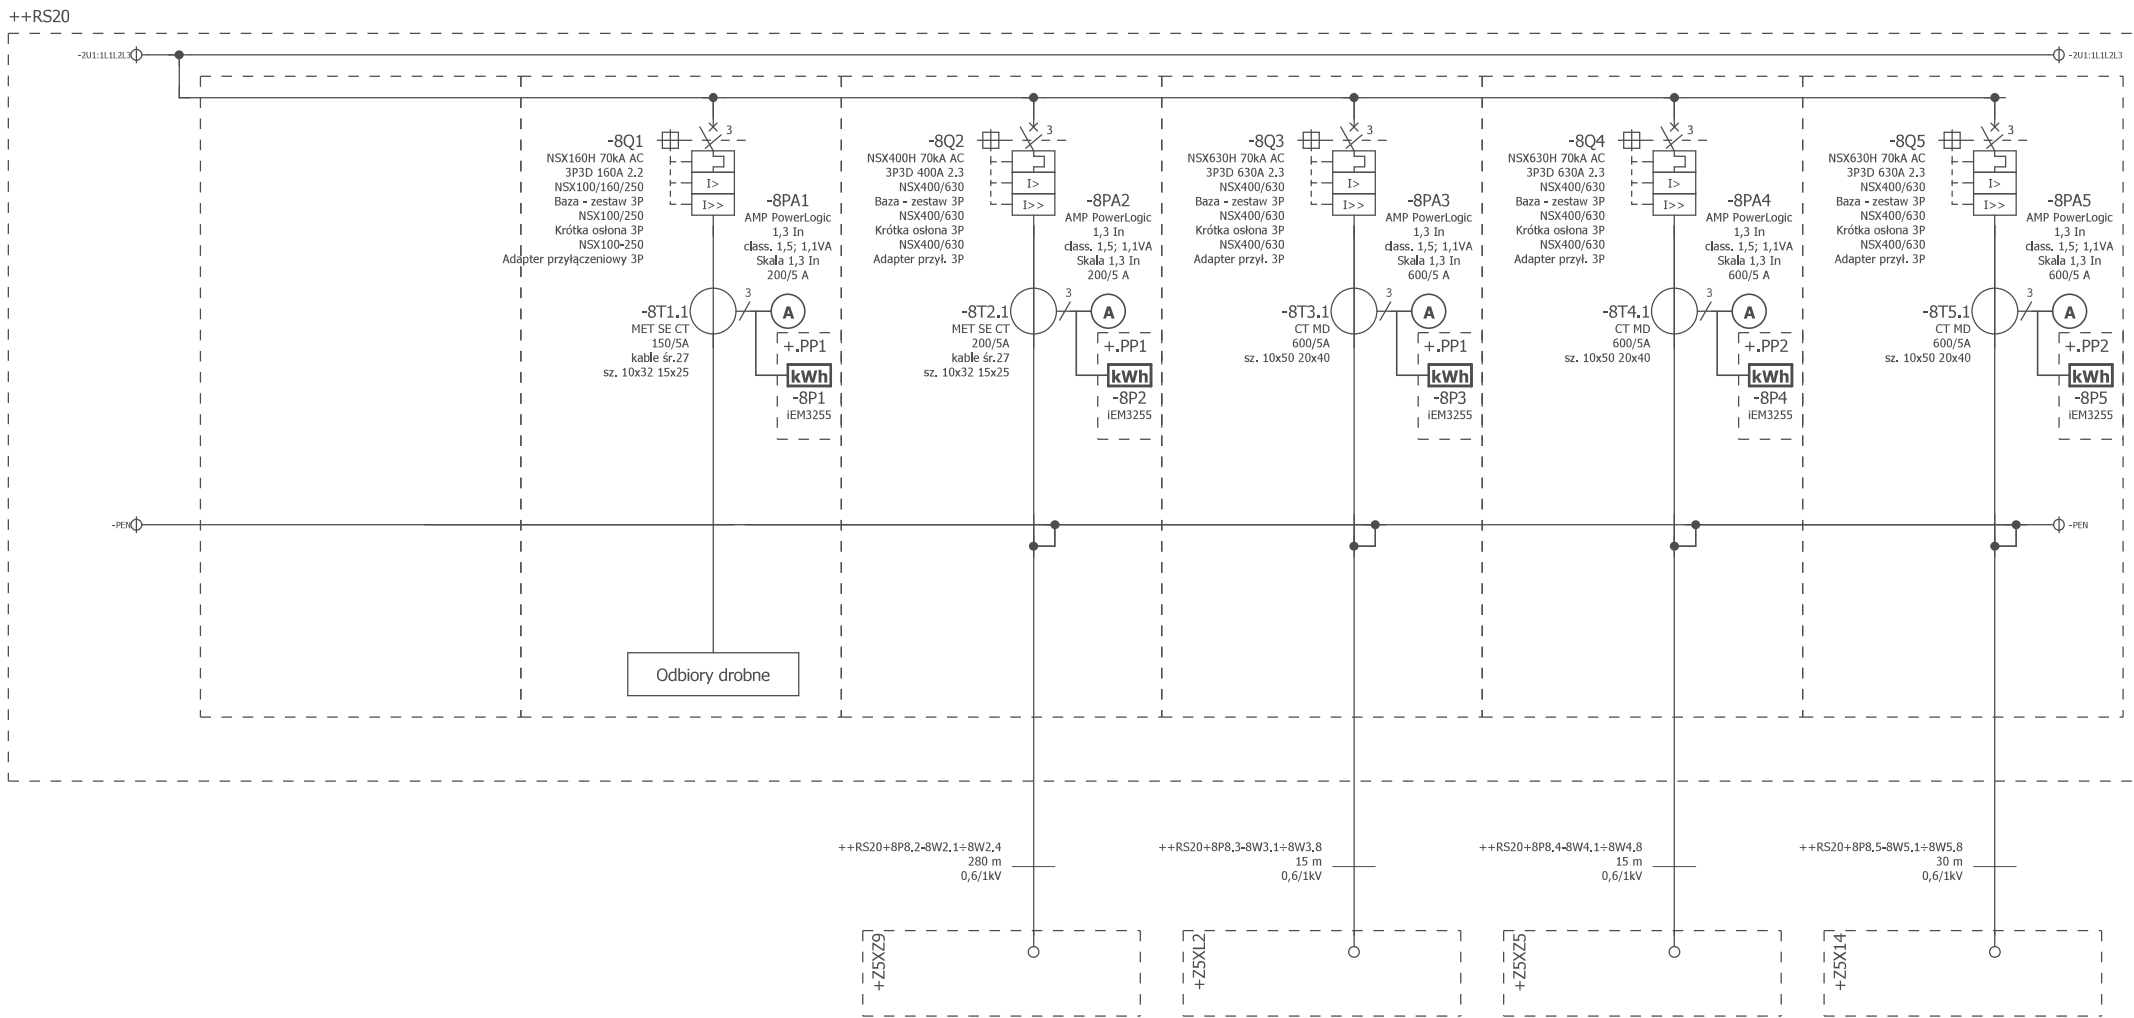 ++RS20
-2U1:1L1L2L3
-2U1:1L1L2L3
-8Q1
NSX160H 70kA AC
3P3D 160A 2.2
NSX100/160/250
Baza - zestaw 3P
NSX100/250
Krótka osłona 3P
NSX100-250
Adapter przyłączeniowy 3P
3
I>
I>>
-8PA1
AMP PowerLogic
1,3 In
class. 1,5; 1,1VA
Skala 1,3 In
200/5 A
-8T1.1
MET SE CT
150/5A
kable śr.27
sz. 10x32 15x25
3
A
+.PP1
kWh
-8P1
iEM3255
-8Q2
NSX400H 70kA AC
3P3D 400A 2.3
NSX400/630
Baza - zestaw 3P
NSX400/630
Krótka osłona 3P
NSX400/630
Adapter przył. 3P
3
I>
I>>
-8PA2
AMP PowerLogic
1,3 In
class. 1,5; 1,1VA
Skala 1,3 In
200/5 A
-8T2.1
MET SE CT
200/5A
kable śr.27
sz. 10x32 15x25
3
A
+.PP1
kWh
-8P2
iEM3255
-8Q3
NSX630H 70kA AC
3P3D 630A 2.3
NSX400/630
Baza - zestaw 3P
NSX400/630
Krótka osłona 3P
NSX400/630
Adapter przył. 3P
3
I>
I>>
-8PA3
AMP PowerLogic
1,3 In
class. 1,5; 1,1VA
Skala 1,3 In
600/5 A
-8T3.1
CT MD
600/5A
sz. 10x50 20x40
3
A
+.PP1
kWh
-8P3
iEM3255
-8Q4
NSX630H 70kA AC
3P3D 630A 2.3
NSX400/630
Baza - zestaw 3P
NSX400/630
Krótka osłona 3P
NSX400/630
Adapter przył. 3P
3
I>
I>>
-8PA4
AMP PowerLogic
1,3 In
class. 1,5; 1,1VA
Skala 1,3 In
600/5 A
-8T4.1
CT MD
600/5A
sz. 10x50 20x40
3
A
+.PP2
kWh
-8P4
iEM3255
-8Q5
NSX630H 70kA AC
3P3D 630A 2.3
NSX400/630
Baza - zestaw 3P
NSX400/630
Krótka osłona 3P
NSX400/630
Adapter przył. 3P
3
I>
I>>
-8PA5
AMP PowerLogic
1,3 In
class. 1,5; 1,1VA
Skala 1,3 In
600/5 A
-8T5.1
CT MD
600/5A
sz. 10x50 20x40
3
A
+.PP2
kWh
-8P5
iEM3255
-PEN
-PEN
Odbiory drobne
++RS20+8P8.2-8W2.1÷8W2.4
280 m
0,6/1kV
++RS20+8P8.3-8W3.1÷8W3.8
15 m
0,6/1kV
++RS20+8P8.4-8W4.1÷8W4.8
15 m
0,6/1kV
++RS20+8P8.5-8W5.1÷8W5.8
30 m
0,6/1kV
+Z5XZ9
+Z5XL2
+Z5XZ5
+Z5X14